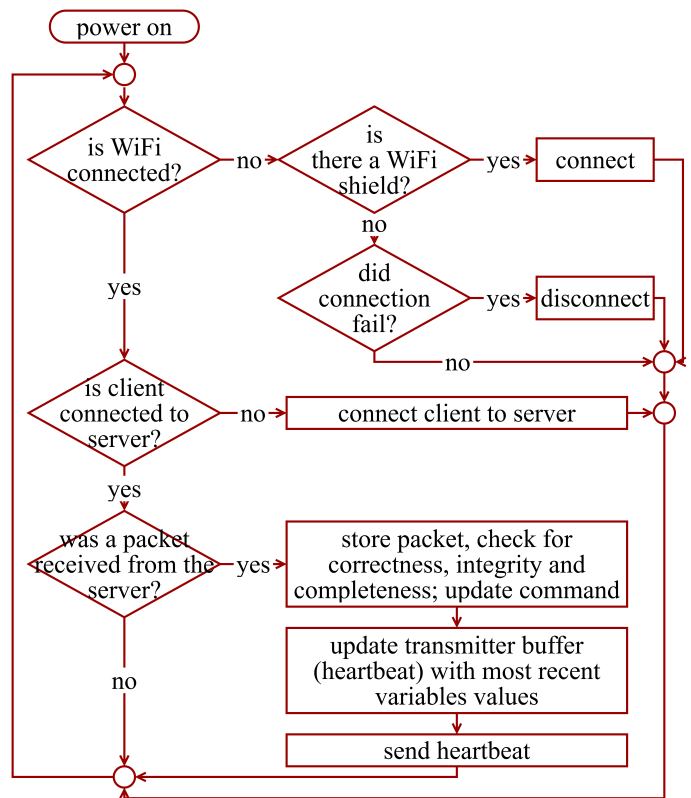 power on
is WiFi
connected?
no
is
there a WiFi
shield?
yes
connect
no
did
connection
fail?
yes
disconnect
no
yes
is client
connected to
server?
no
connect client to server
yes
was a packet
received from the
server?
yes
store packet, check for
correctness, integrity and
completeness; update command
update transmitter buffer
(heartbeat) with most recent
variables values
no
send heartbeat